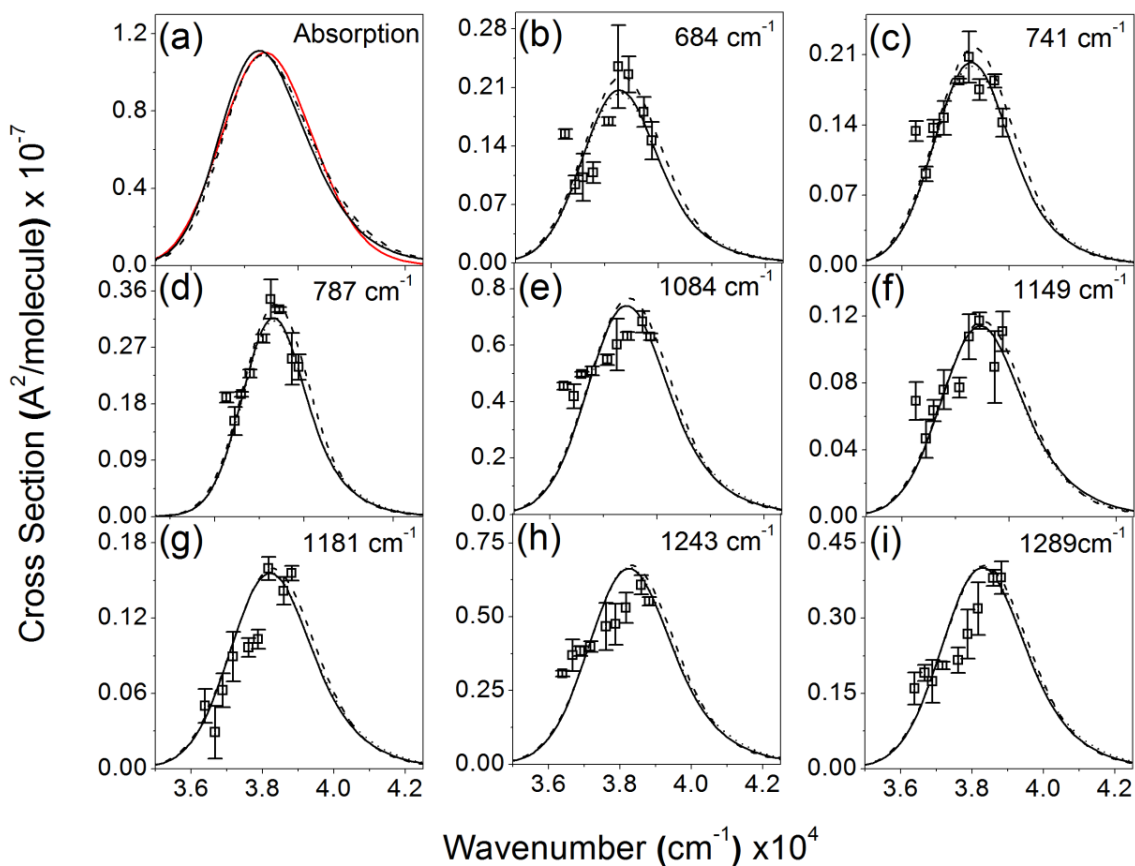 Cross Section (A²/molecule) x 10⁻⁷
(a) Absorption
1.2
0.8
0.4
0.0
(b) 684 cm⁻¹
0.28
0.21
0.14
0.07
0.00
(c) 741 cm⁻¹
0.21
0.14
0.07
0.00
(d) 787 cm⁻¹
0.36
0.27
0.18
0.09
0.00
(e) 1084 cm⁻¹
0.8
0.6
0.4
0.2
0.0
(f) 1149 cm⁻¹
0.12
0.08
0.04
0.00
(g) 1181 cm⁻¹
0.18
0.12
0.06
0.00
3.6 3.8 4.0 4.2
(h) 1243 cm⁻¹
0.75
0.50
0.25
0.00
3.6 3.8 4.0 4.2
(i) 1289cm⁻¹
0.45
0.30
0.15
0.00
3.6 3.8 4.0 4.2
Wavenumber (cm⁻¹) x10⁴